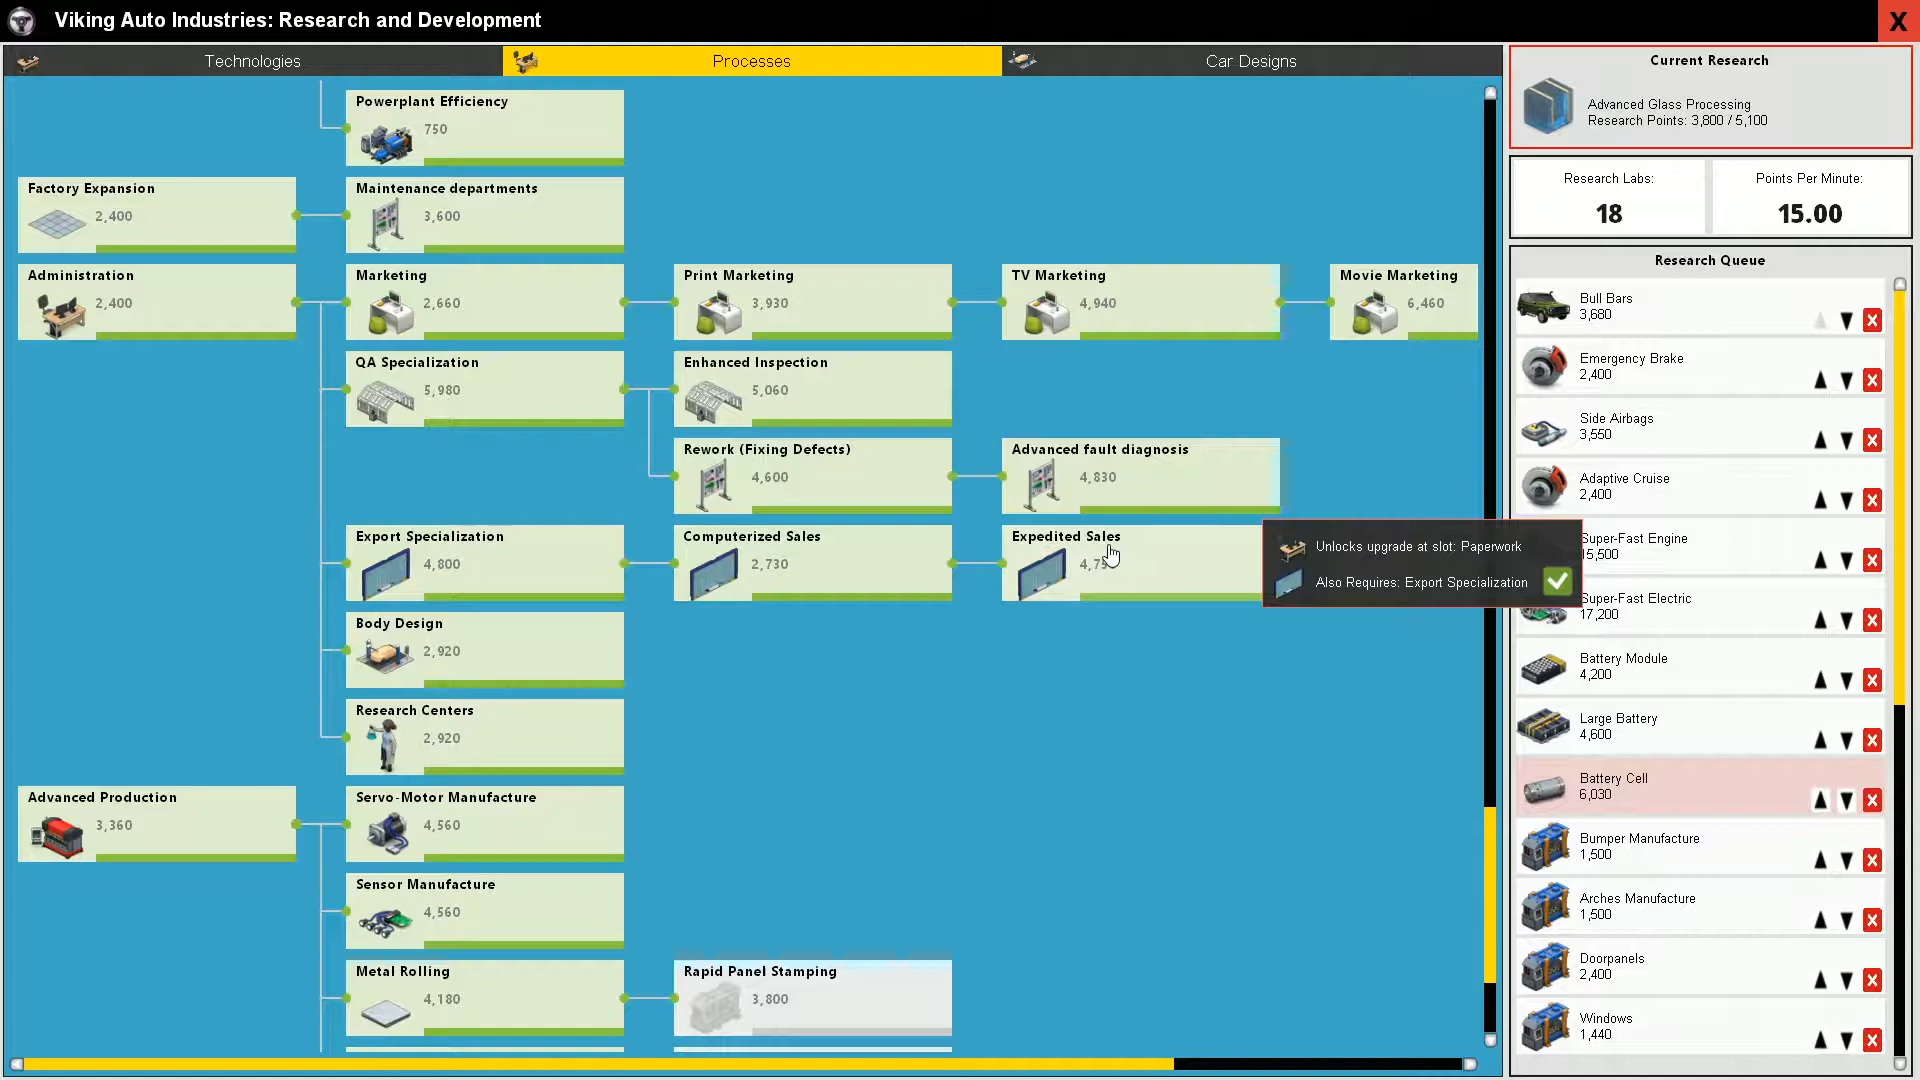 Viking Auto Industries: Research and Development
X
Technologies
Processes
Car Designs
Powerplant Efficiency
750
Factory Expansion
2,400
Maintenance departments
3,600
Administration
2,400
Marketing
2,660
Print Marketing
3,930
TV Marketing
4,940
Movie Marketing
6,460
QA Specialization
5,980
Enhanced Inspection
5,060
Rework (Fixing Defects)
4,600
Advanced fault diagnosis
4,830
Export Specialization
4,800
Computerized Sales
2,730
Expedited Sales
Unlocks upgrade at slot: Paperwork
Also Requires: Export Specialization
Body Design
2,920
Research Centers
2,920
Advanced Production
3,360
Servo-Motor Manufacture
4,560
Sensor Manufacture
4,560
Metal Rolling
4,180
Rapid Panel Stamping
3,800
Current Research
Advanced Glass Processing
Research Points: 3,800 / 5,100
Research Labs:
18
Points Per Minute:
15.00
Research Queue
Bull Bars
3,680
Emergency Brake
2,400
Side Airbags
3,550
Adaptive Cruise
2,400
Super-Fast Engine
15,500
Super-Fast Electric
17,200
Battery Module
4,200
Large Battery
4,600
Battery Cell
6,030
Bumper Manufacture
1,500
Arches Manufacture
1,500
Doorpanels
2,400
Windows
1,440